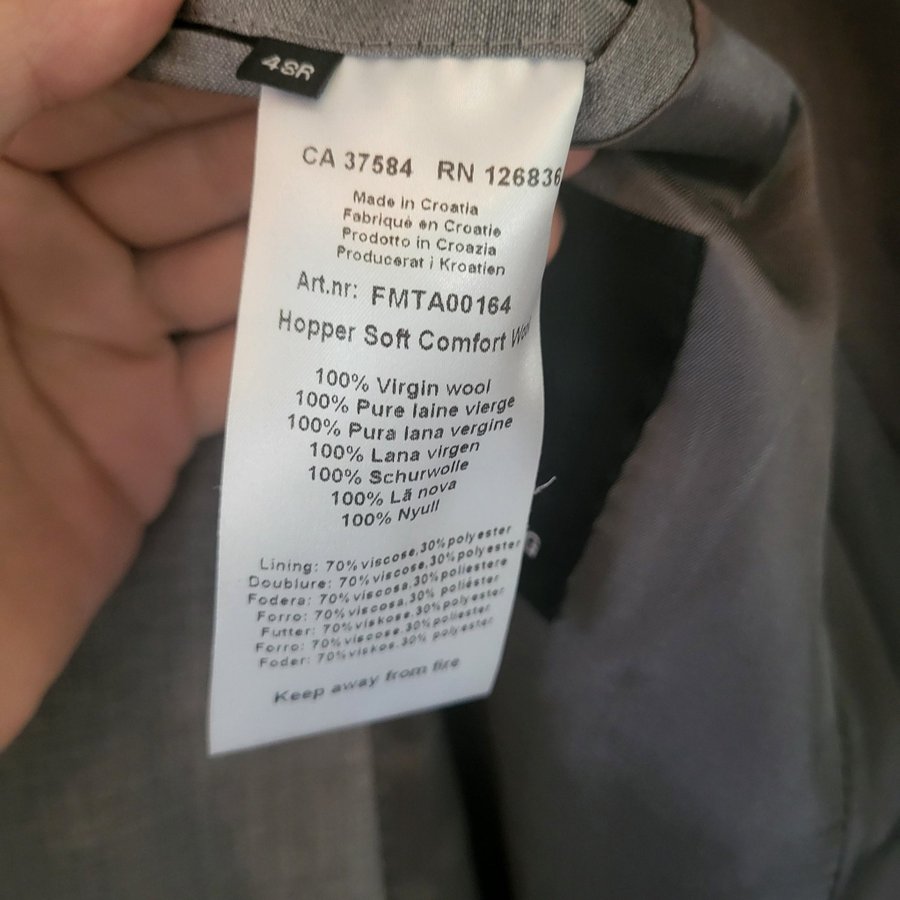 4SR
CA 37584 RN 126836
Made in Croatia
Fabriqué en Croatie
Prodotto in Croazia
Producerat i Kroatien
Art.nr: FMTA00164
Hopper Soft Comfort
100% Virgin wool
100% Pure laine vierge
100% Pura lana vergine
100% Lana virgen
100% Schurwolle
100% Lã nova
100% Nyull
Lining: 70% viscose,30% polyester
Doublure: 70% viscose,30% polyester
Fodera: 70% viscosa,30% poliestere
Forro: 70% viscosa,30% poliéster
Futter: 70% viskose,30% polyester
Forro: 70% viscose,30% poliester
Foder: 70% viskos,30% polyester
Keep away from fire